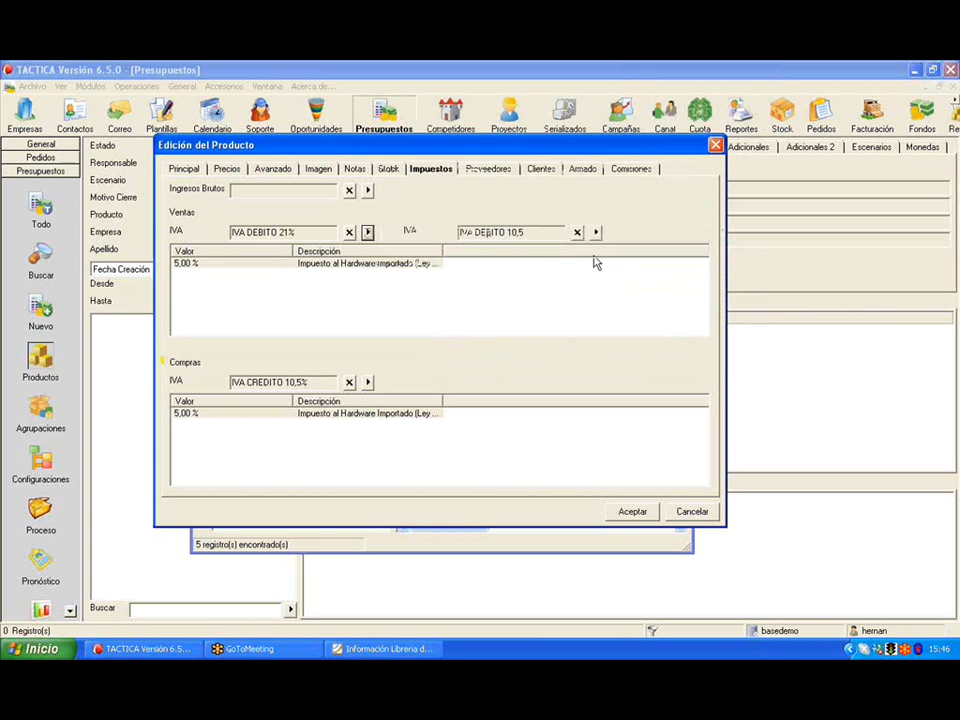 TACTICA Versión 6.5.0 - [Presupuestos]
Archivo Ver Módulos Operaciones General Accesorios Ventana Acerca de...
Empresas Contactos Correo Plantillas Calendario Soporte Oportunidades Presupuestos Competidores Proyectos Serializados Campañas Canal Cuota Reportes Stock Pedidos Facturación Fondos
General
Pedidos
Presupuestos
Todo
Buscar
Nuevo
Productos
Agrupaciones
Configuraciones
Proceso
Pronóstico
Estado
Responsable
Escenario
Motivo Cierre
Producto
Empresa
Apellido
Fecha Creación
Desde
Hasta
Buscar
Adicionales Adicionales 2 Escenarios Monedas
Edición del Producto
Principal Precios Avanzado Imagen Notas Stock Impuestos Proveedores Clientes Armado Comisiones
Ingresos Brutos
Ventas
IVA IVA DEBITO 21% IVA IVA DEBITO 10,5
Valor Descripción
5,00 % Impuesto al Hardware Importado (Ley ...
Compras
IVA IVA CREDITO 10,5%
Valor Descripción
5,00 % Impuesto al Hardware Importado (Ley ...
Aceptar Cancelar
5 registro(s) encontrado(s)
0 Registro(s) basedemo hernan
Inicio TACTICA Versión 6.5... GoToMeeting Información Libreria d... 15:46